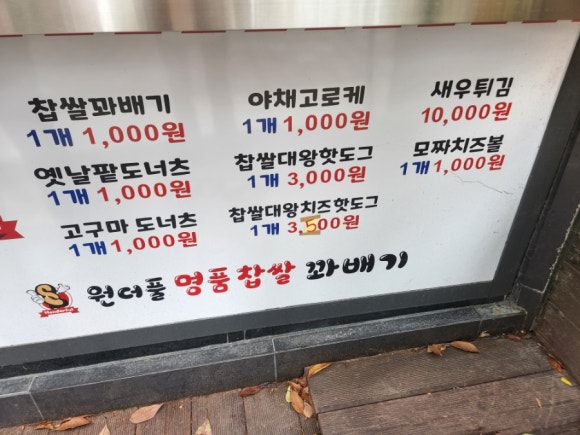 찹쌀꽈배기
1개 1,000원
옛날팥도너츠
1개 1,000원
고구마 도너츠
1개 1,000원
야채고로케
1개 1,000원
찹쌀대왕핫도그
1개 3,000원
찹쌀대왕치즈핫도그
1개 3,500원
새우튀김
10,000원
모짜치즈볼
1개 1,000원
Wonderful
원더풀 명품찹쌀 꽈배기